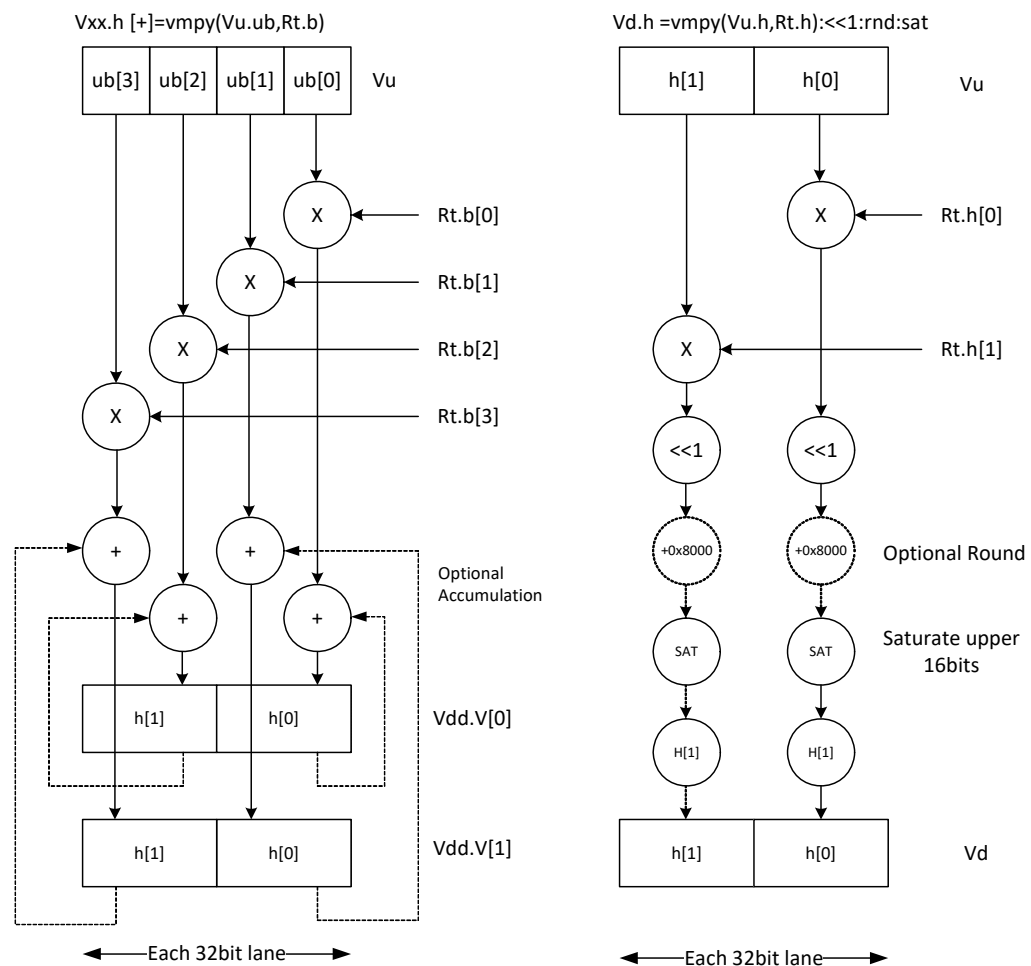 Vxx.h [+]=vmpy(Vu.ub,Rt.b)
ub[3] ub[2] ub[1] ub[0] Vu
X Rt.b[0]
X Rt.b[1]
X Rt.b[2]
X Rt.b[3]
+ +
Optional
Accumulation
+ +
h[1] h[0] Vdd.V[0]
h[1] h[0] Vdd.V[1]
Each 32bit lane
Vd.h =vmpy(Vu.h,Rt.h):<<1:rnd:sat
h[1] h[0] Vu
X Rt.h[0]
X Rt.h[1]
<<1 <<1
+0x8000 +0x8000 Optional Round
SAT SAT Saturate upper
16bits
H[1] H[1]
h[1] h[0] Vd
Each 32bit lane